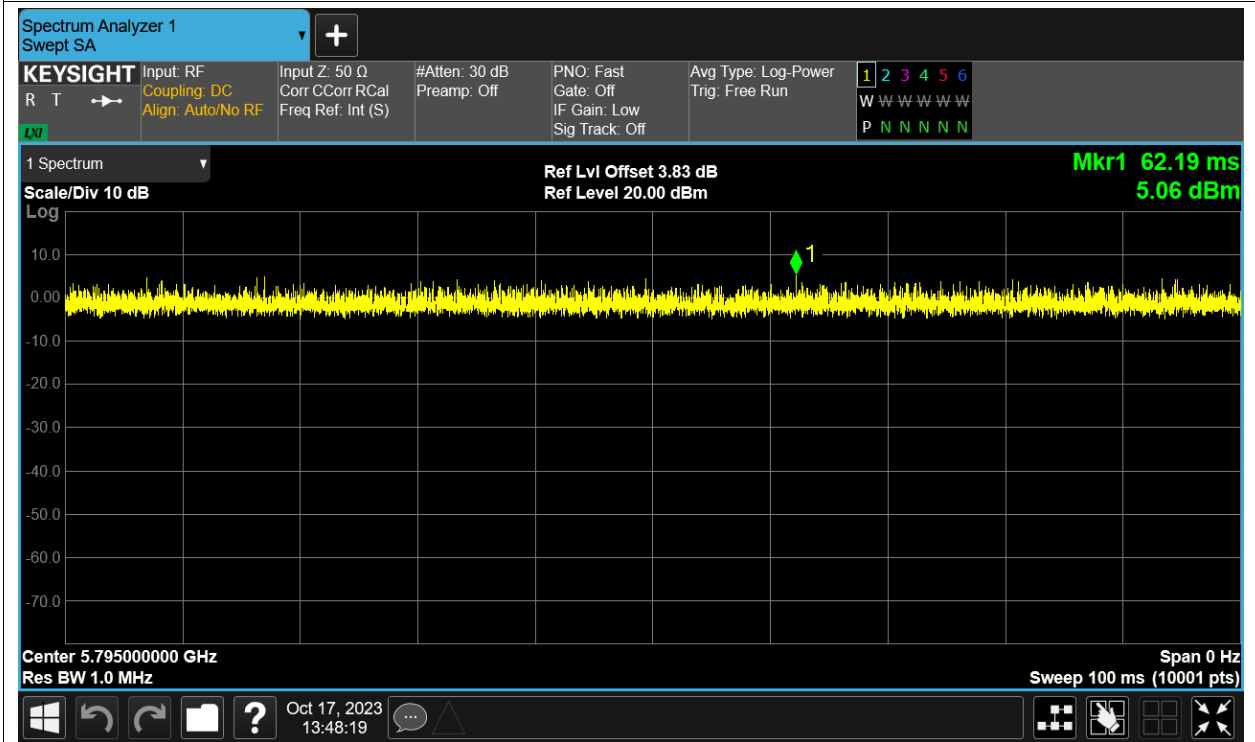 Spectrum Analyzer 1
Swept SA
KEYSIGHT
R T
LXI
Input: RF
Coupling: DC
Align: Auto/No RF
Input Z: 50 Ω
Corr CCorr RCal
Freq Ref: Int (S)
#Atten: 30 dB
Preamp: Off
PNO: Fast
Gate: Off
IF Gain: Low
Sig Track: Off
Avg Type: Log-Power
Trig: Free Run
1 2 3 4 5 6
W W W W W W
P N N N N N
1 Spectrum
Scale/Div 10 dB
Log
Ref Lvl Offset 3.83 dB
Ref Level 20.00 dBm
Mkr1 62.19 ms
5.06 dBm
1
10.0
0.00
-10.0
-20.0
-30.0
-40.0
-50.0
-60.0
-70.0
Center 5.795000000 GHz
Res BW 1.0 MHz
Span 0 Hz
Sweep 100 ms (10001 pts)
?
Oct 17, 2023
13:48:19